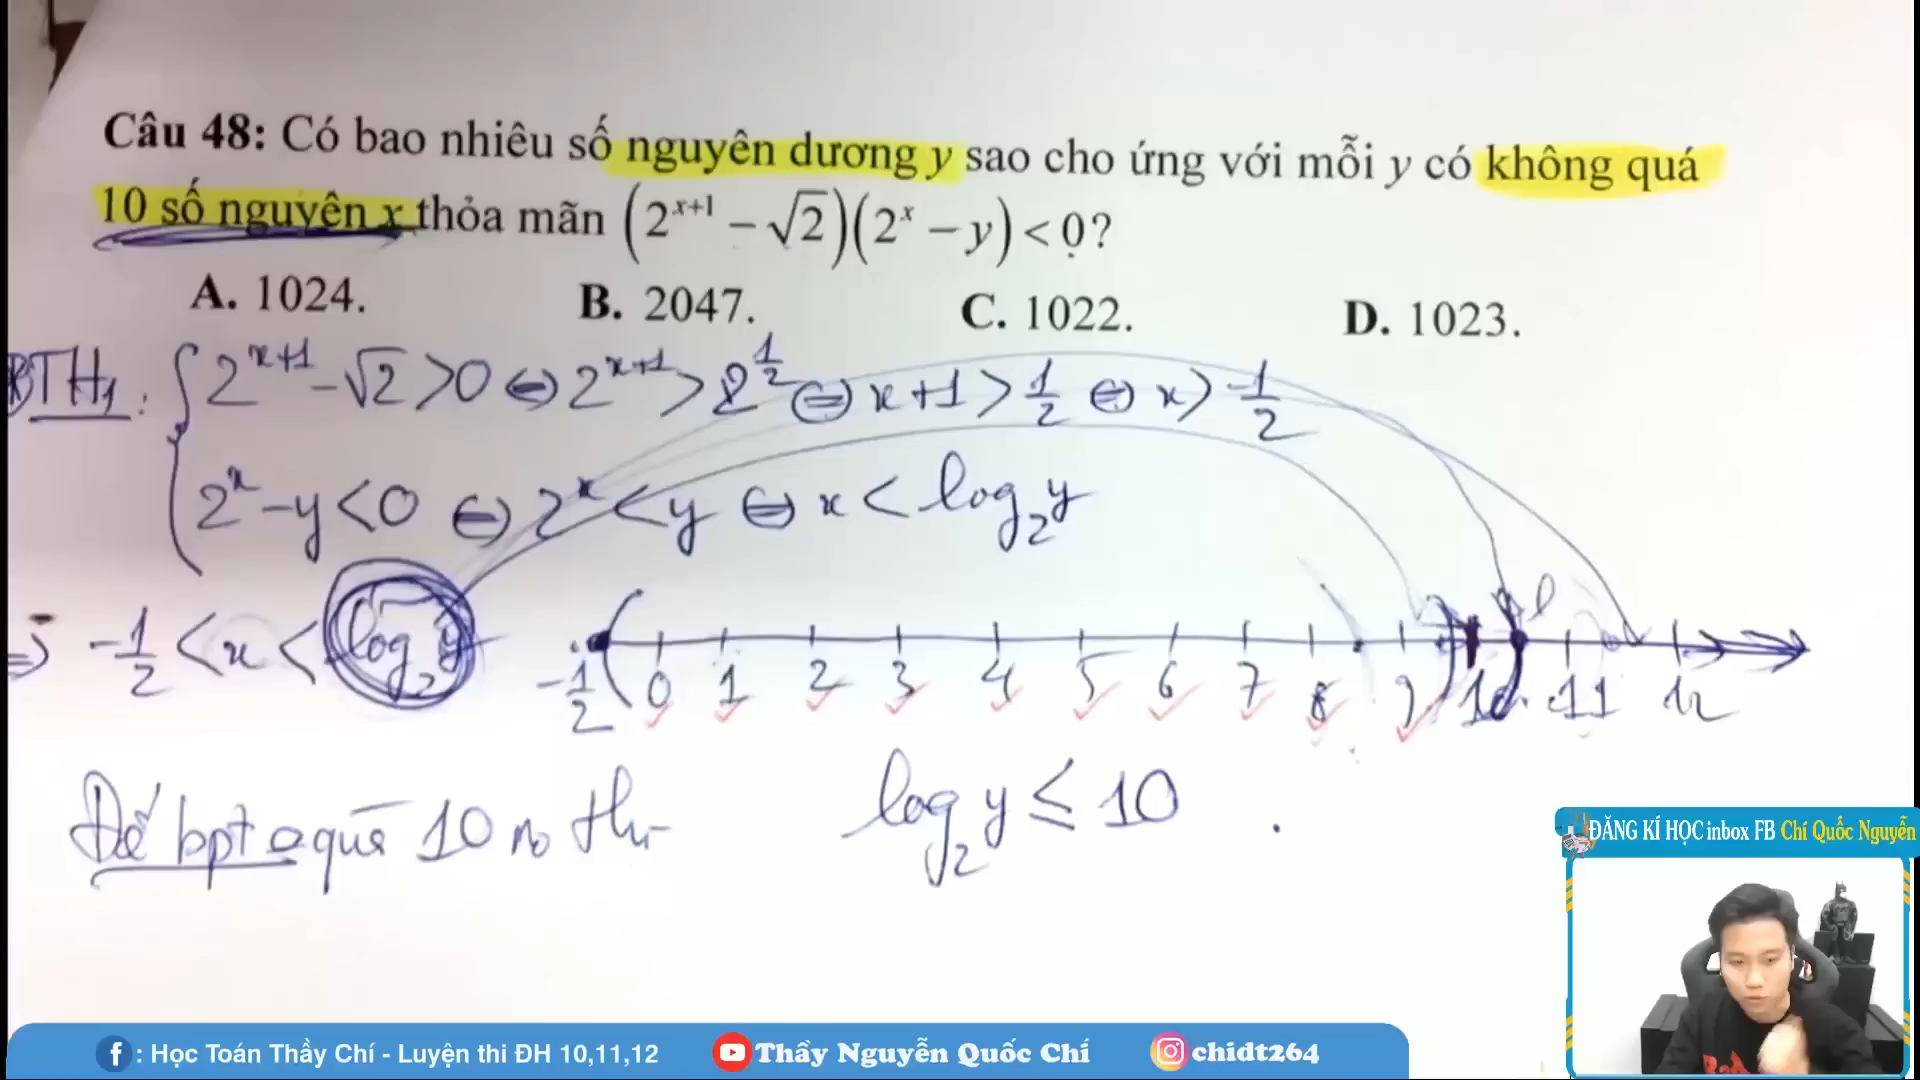 Câu 48: Có bao nhiêu số nguyên dương y sao cho ứng với mỗi y có không quá
10 số nguyên x thỏa mãn (2^{x+1} − √2)(2^x − y) < 0?
A. 1024. B. 2047. C. 1022. D. 1023.
BTH1: { 2^{x+1} − √2 > 0 ⇔ 2^{x+1} > 2^{1/2} ⇔ x+1 > 1/2 ⇔ x > -1/2
2^x − y < 0 ⇔ 2^x < y ⇔ x < log_2 y
⇒ -1/2 < x < log_2 y
-1/2 0 1 2 3 4 5 6 7 8 9 10 11 12
Để bpt quá 10 no thì log_2 y ≤ 10
ĐĂNG KÍ HỌC inbox FB Chí Quốc Nguyễn
f : Học Toán Thầy Chí - Luyện thi ĐH 10,11,12 Thầy Nguyễn Quốc Chí chidt264